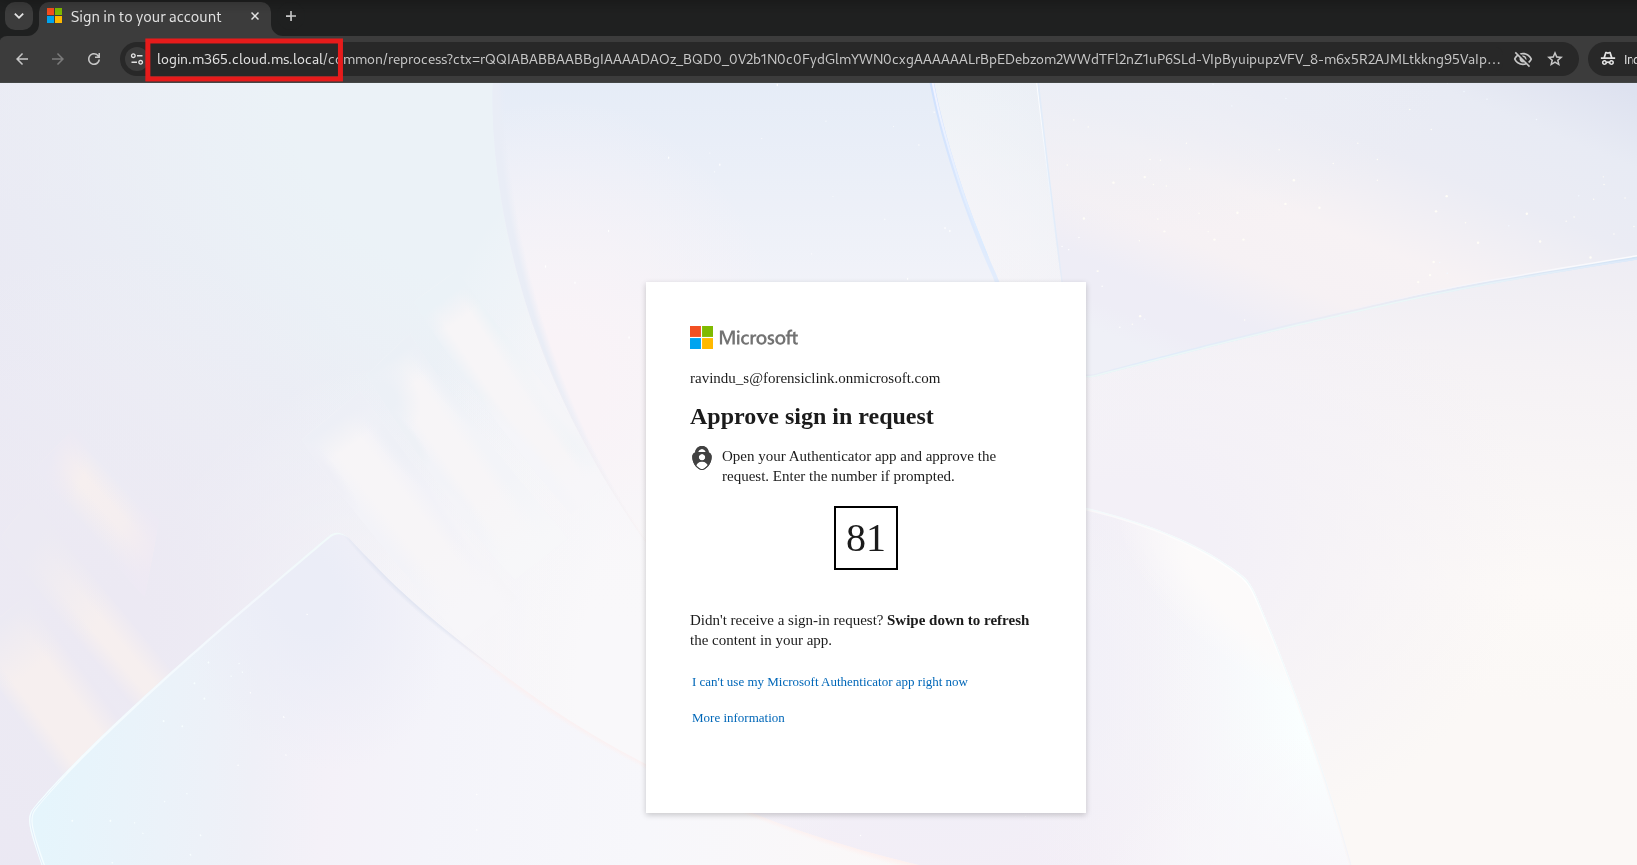 Sign in to your account
login.m365.cloud.ms.local/common/reprocess?ctx=rQQIABABBAABBgIAAAADAOz_BQD0_0V2b1N0c0FydGlmYWN0cxgAAAAAALrBpEDebzom2WWdTFl2nZ1uP6SLd-VIpByuipupzVFV_8-m6x5R2AJMLtkkng95VaIp...
Microsoft
ravindu_s@forensiclink.onmicrosoft.com
Approve sign in request
Open your Authenticator app and approve the
request. Enter the number if prompted.
81
Didn't receive a sign-in request? Swipe down to refresh
the content in your app.
I can't use my Microsoft Authenticator app right now
More information